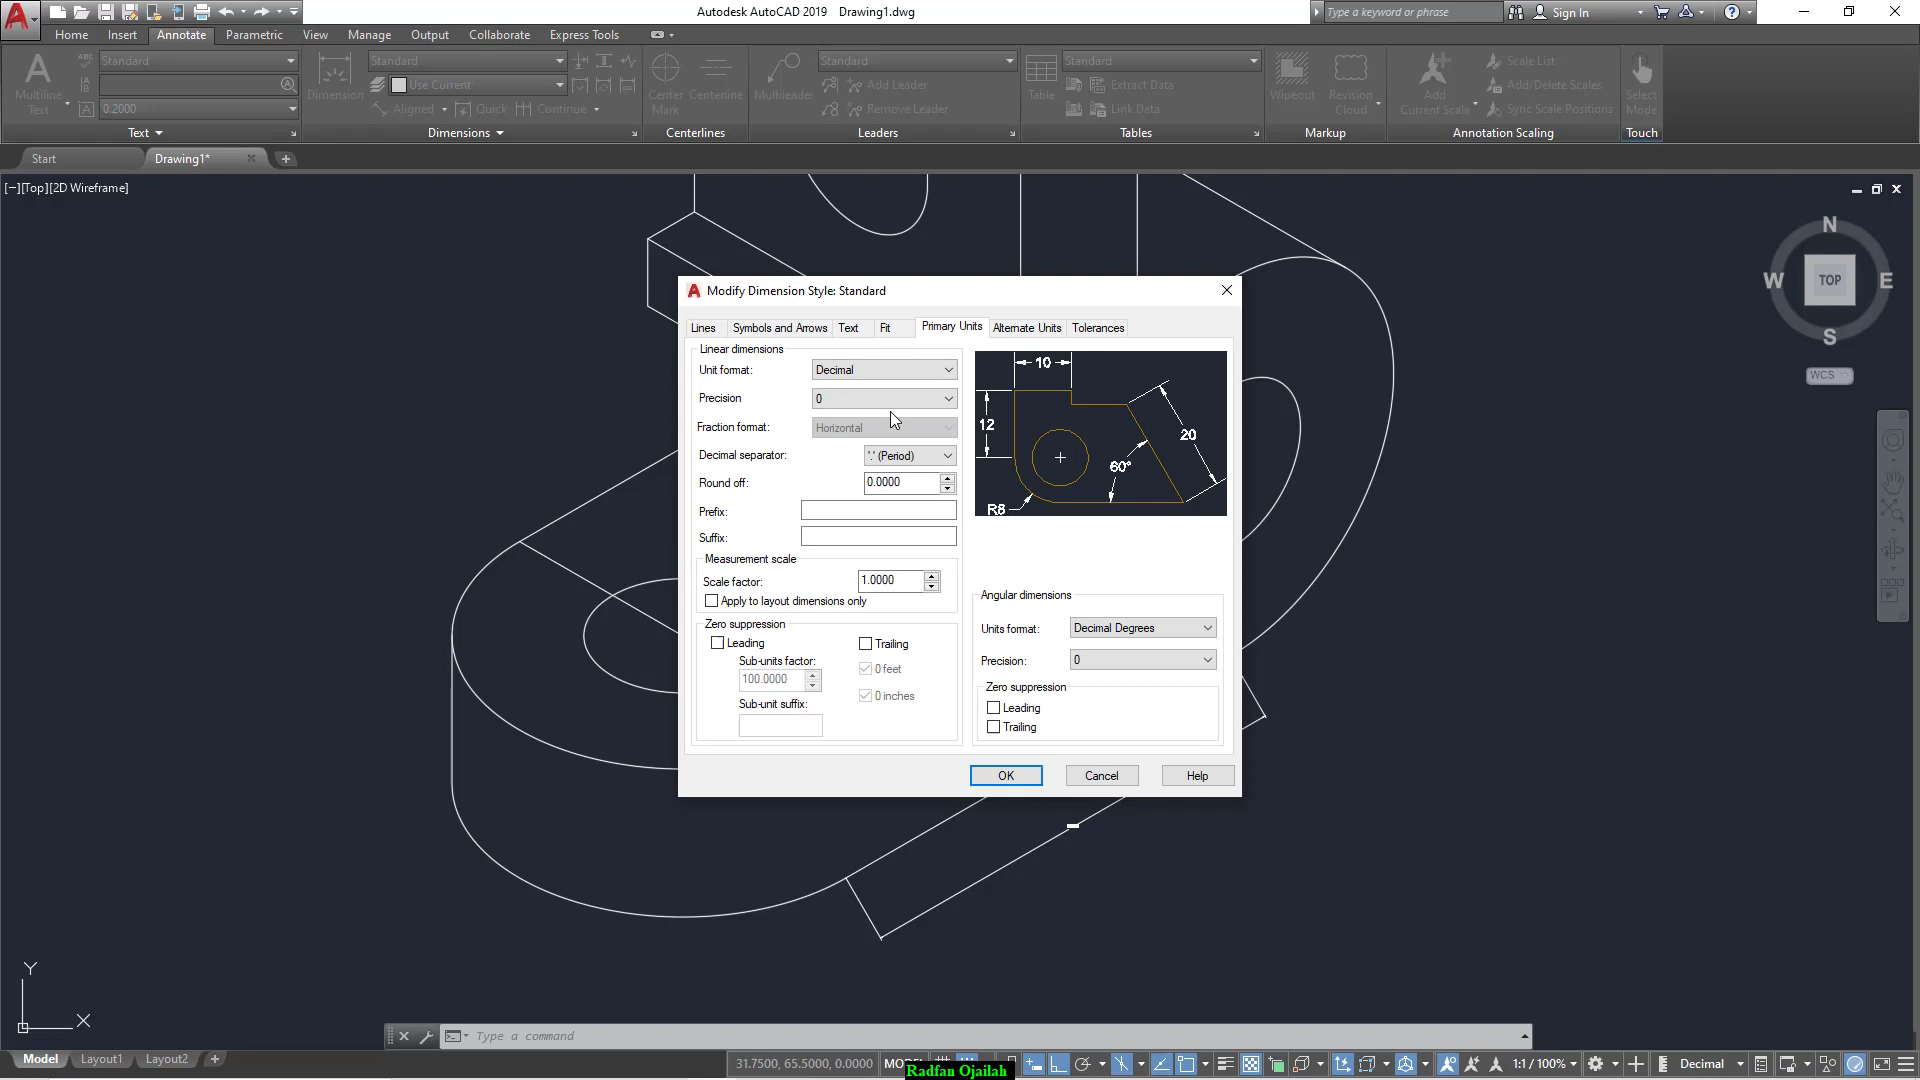 Autodesk AutoCAD 2019 Drawing1.dwg
Type a keyword or phrase
Sign In
Home Insert Annotate Parametric View Manage Output Collaborate Express Tools
Multiline Text
Standard
0.2000
Text
Dimension
Standard
Use Current
Aligned Quick Continue
Dimensions
Center Mark
Centerline
Centerlines
Multileader
Standard
Add Leader
Remove Leader
Leaders
Table
Standard
Extract Data
Link Data
Tables
Wipeout
Revision Cloud
Markup
Add Current Scale
Scale List
Add/Delete Scales
Sync Scale Positions
Annotation Scaling
Select Mode
Touch
Start Drawing1*
[−][Top][2D Wireframe]
N
W TOP E
S
WCS
Modify Dimension Style: Standard
Lines Symbols and Arrows Text Fit Primary Units Alternate Units Tolerances
Linear dimensions
Unit format: Decimal
Precision 0
Fraction format: Horizontal
Decimal separator: '.' (Period)
Round off: 0.0000
Prefix:
Suffix:
Measurement scale
Scale factor: 1.0000
Apply to layout dimensions only
Zero suppression
Leading Trailing
Sub-units factor: 0 feet
100.0000
Sub-unit suffix: 0 inches
10
12
20
60°
R8
Angular dimensions
Units format: Decimal Degrees
Precision: 0
Zero suppression
Leading
Trailing
OK Cancel Help
Y
X
Type a command
Model Layout1 Layout2
31.7500, 65.5000, 0.0000
1:1 / 100%
Decimal
Radfan Ojailah